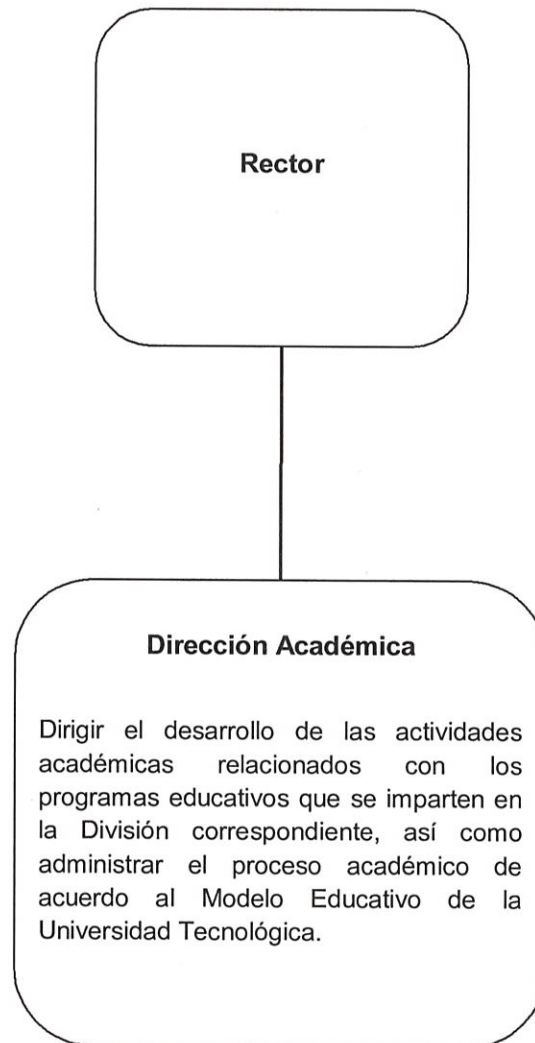 Rector
Dirección Académica
Dirigir el desarrollo de las actividades
académicas relacionados con los
programas educativos que se imparten en
la División correspondiente, así como
administrar el proceso académico de
acuerdo al Modelo Educativo de la
Universidad Tecnológica.